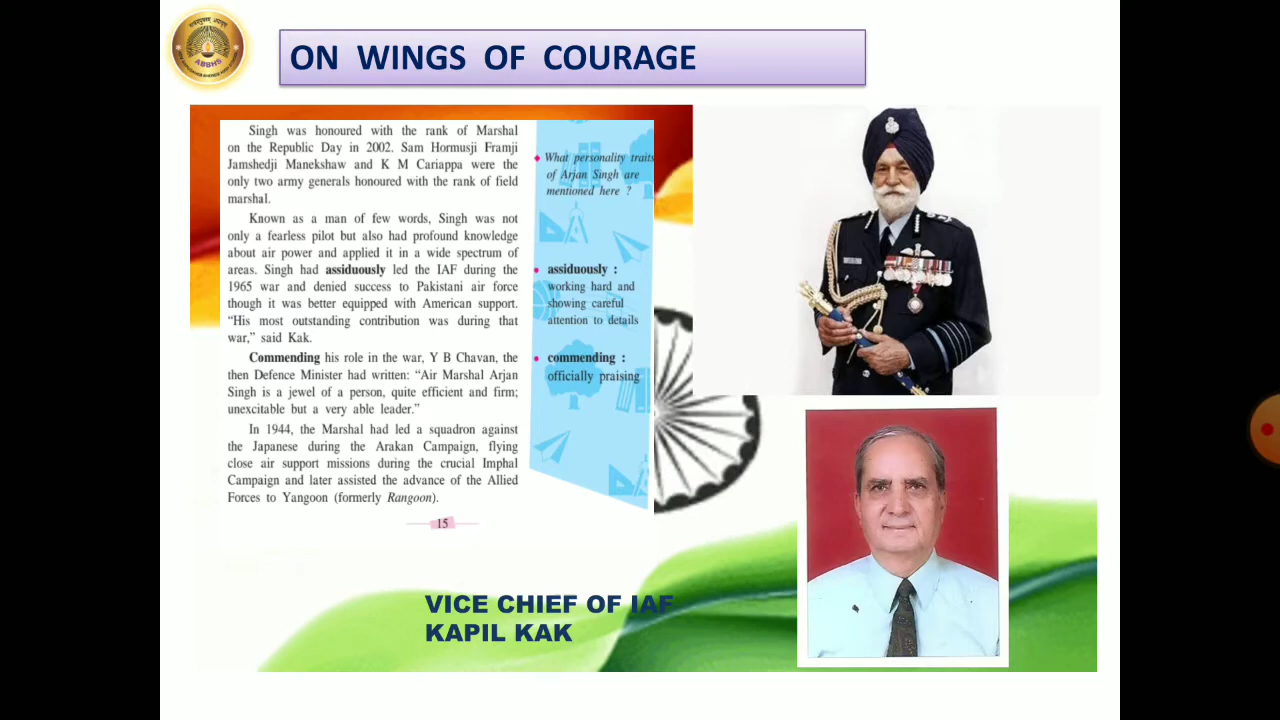 ABBHS
ON WINGS OF COURAGE
Singh was honoured with the rank of Marshal
on the Republic Day in 2002. Sam Hormusji Framji
Jamshedji Manekshaw and K M Cariappa were the
only two army generals honoured with the rank of field
marshal.
Known as a man of few words, Singh was not
only a fearless pilot but also had profound knowledge
about air power and applied it in a wide spectrum of
areas. Singh had assiduously led the IAF during the
1965 war and denied success to Pakistani air force
though it was better equipped with American support.
“His most outstanding contribution was during that
war,” said Kak.
Commending his role in the war, Y B Chavan, the
then Defence Minister had written: “Air Marshal Arjan
Singh is a jewel of a person, quite efficient and firm;
unexcitable but a very able leader.”
In 1944, the Marshal had led a squadron against
the Japanese during the Arakan Campaign, flying
close air support missions during the crucial Imphal
Campaign and later assisted the advance of the Allied
Forces to Yangoon (formerly Rangoon).
15
What personality traits
of Arjan Singh are
mentioned here ?
assiduously :
working hard and
showing careful
attention to details
commending :
officially praising
VICE CHIEF OF IAF
KAPIL KAK